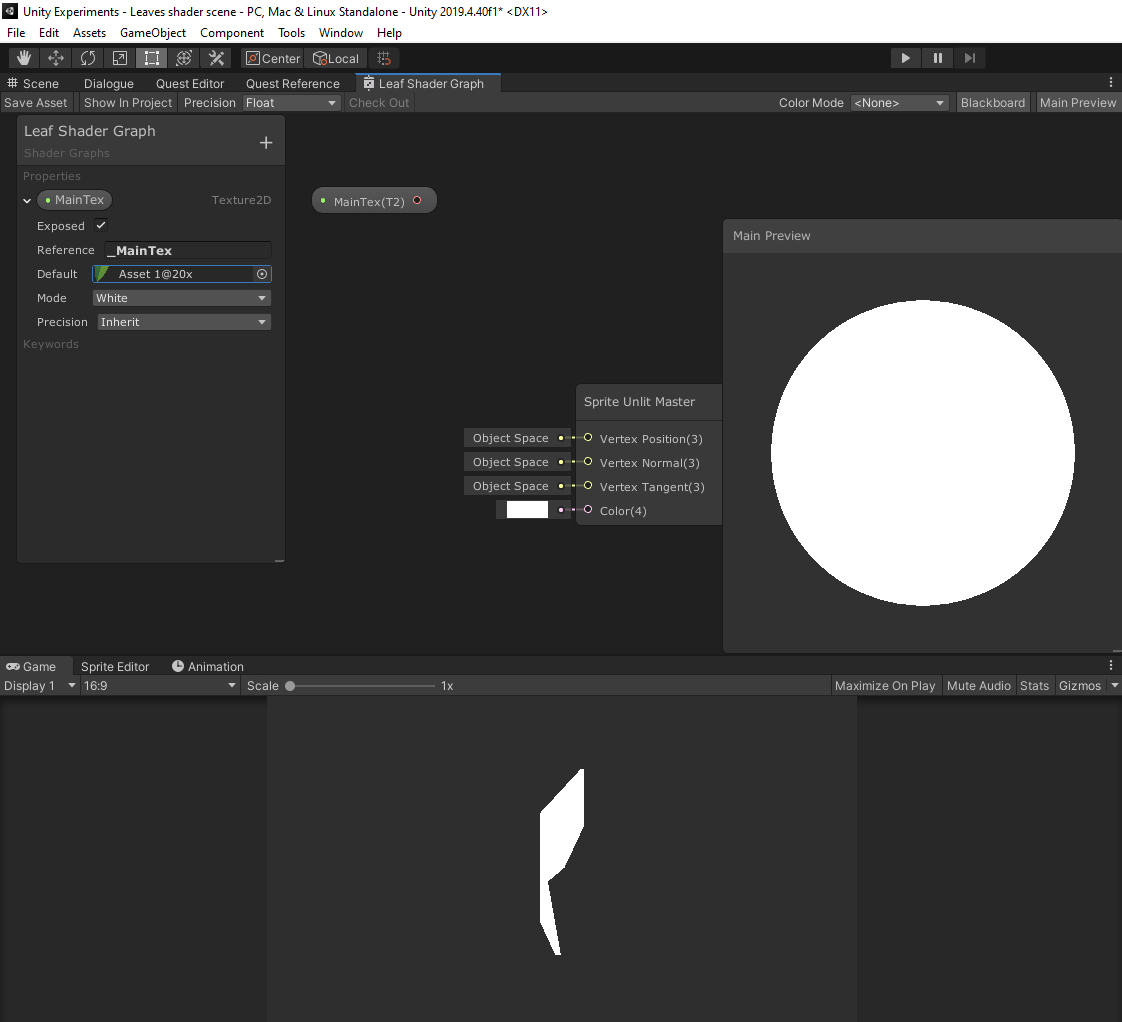 Unity Experiments - Leaves shader scene - PC, Mac & Linux Standalone - Unity 2019.4.40f1* <DX11>
File Edit Assets GameObject Component Tools Window Help
Center Local
Scene Dialogue Quest Editor Quest Reference Leaf Shader Graph
Save Asset Show In Project Precision Float Check Out Color Mode <None> Blackboard Main Preview
Leaf Shader Graph
Shader Graphs
Properties
MainTex Texture2D
MainTex(T2)
Exposed
Reference _MainTex
Default Asset 1@20x
Mode White
Precision Inherit
Keywords
Main Preview
Sprite Unlit Master
Object Space Vertex Position(3)
Object Space Vertex Normal(3)
Object Space Vertex Tangent(3)
Color(4)
Game Sprite Editor Animation
Display 1 16:9 Scale 1x Maximize On Play Mute Audio Stats Gizmos